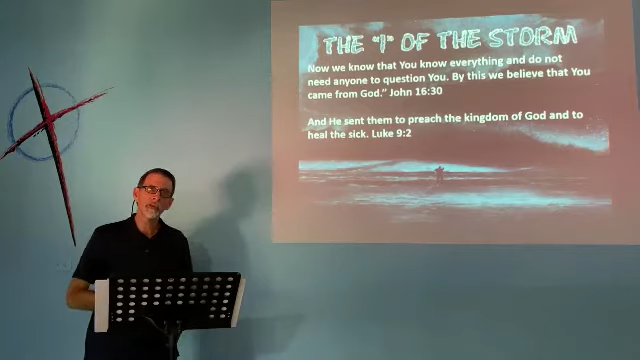 THE "I" OF THE STORM
Now we know that You know everything and do not
need anyone to question You. By this we believe that You
came from God." John 16:30
And He sent them to preach the kingdom of God and to
heal the sick. Luke 9:2